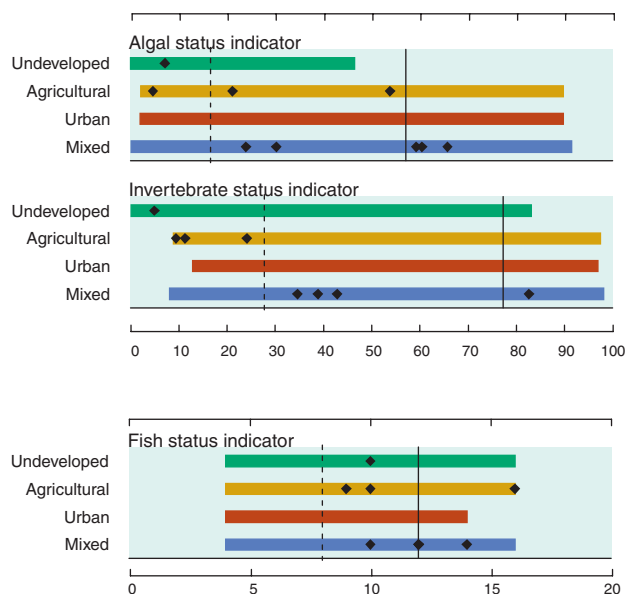 Algal status indicator
Undeveloped
Agricultural
Urban
Mixed
Invertebrate status indicator
Undeveloped
Agricultural
Urban
Mixed
0 10 20 30 40 50 60 70 80 90 100
Fish status indicator
Undeveloped
Agricultural
Urban
Mixed
0 5 10 15 20